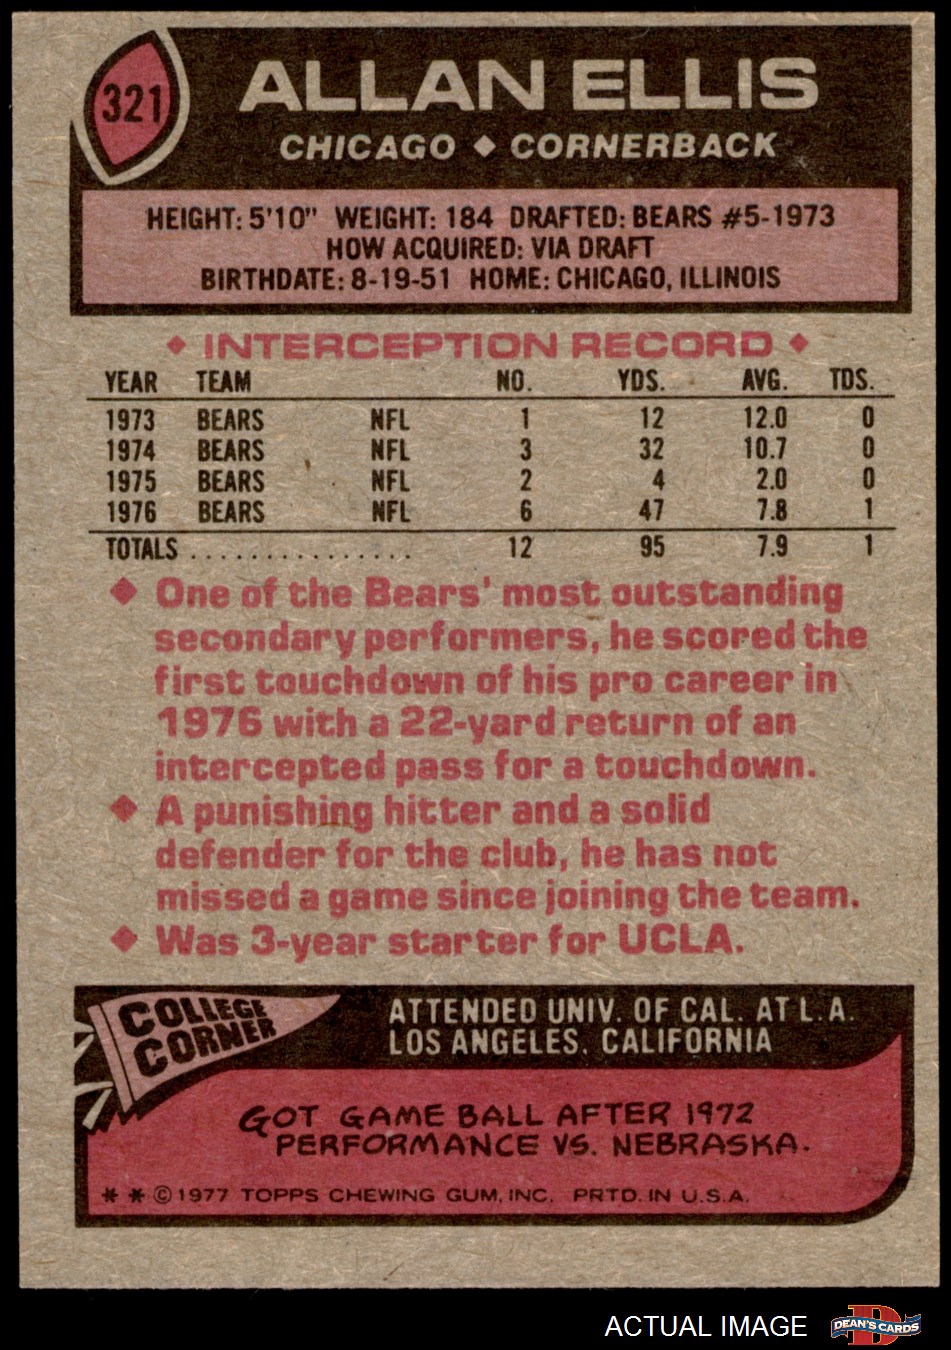 321
ALLAN ELLIS
CHICAGO ◆ CORNERBACK
HEIGHT: 5'10" WEIGHT: 184 DRAFTED: BEARS #5-1973
HOW ACQUIRED: VIA DRAFT
BIRTHDATE: 8-19-51 HOME: CHICAGO, ILLINOIS
◆ INTERCEPTION RECORD ◆
YEAR TEAM NO. YDS. AVG. TDS.
1973 BEARS NFL 1 12 12.0 0
1974 BEARS NFL 3 32 10.7 0
1975 BEARS NFL 2 4 2.0 0
1976 BEARS NFL 6 47 7.8 1
TOTALS ............... 12 95 7.9 1
◆ One of the Bears' most outstanding
secondary performers, he scored the
first touchdown of his pro career in
1976 with a 22-yard return of an
intercepted pass for a touchdown.
◆ A punishing hitter and a solid
defender for the club, he has not
missed a game since joining the team.
◆ Was 3-year starter for UCLA.
COLLEGE
CORNER
ATTENDED UNIV. OF CAL. AT L.A.
LOS ANGELES, CALIFORNIA
GOT GAME BALL AFTER 1972
PERFORMANCE VS. NEBRASKA.
* * ©1977 TOPPS CHEWING GUM, INC. PRTD. IN U.S.A.
ACTUAL IMAGE
D
DEAN'S CARDS